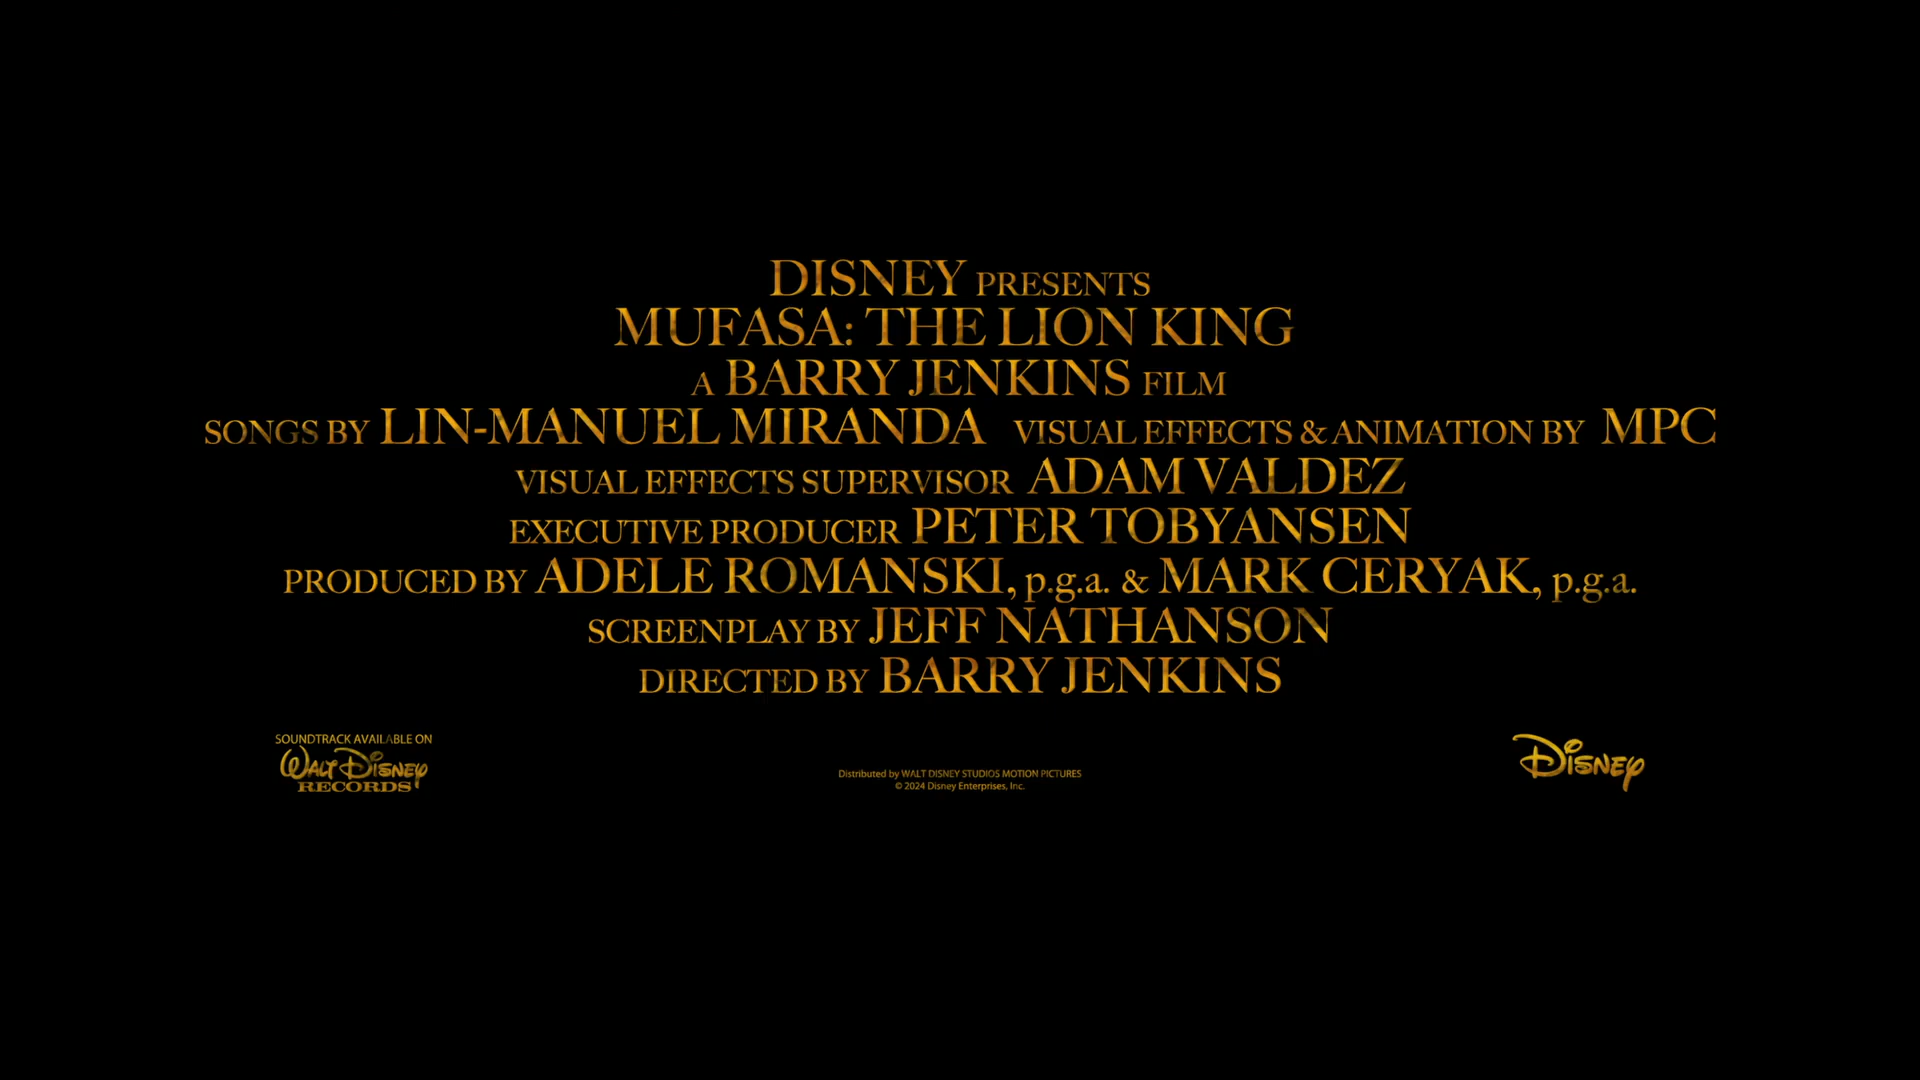 DISNEY PRESENTS
MUFASA: THE LION KING
A BARRY JENKINS FILM
SONGS BY LIN-MANUEL MIRANDA VISUAL EFFECTS & ANIMATION BY MPC
VISUAL EFFECTS SUPERVISOR ADAM VALDEZ
EXECUTIVE PRODUCER PETER TOBYANSEN
PRODUCED BY ADELE ROMANSKI, p.g.a. & MARK CERYAK, p.g.a.
SCREENPLAY BY JEFF NATHANSON
DIRECTED BY BARRY JENKINS
SOUNDTRACK AVAILABLE ON
WALT DISNEY
RECORDS
Distributed by WALT DISNEY STUDIOS MOTION PICTURES
© 2024 Disney Enterprises, Inc.
DISNEY